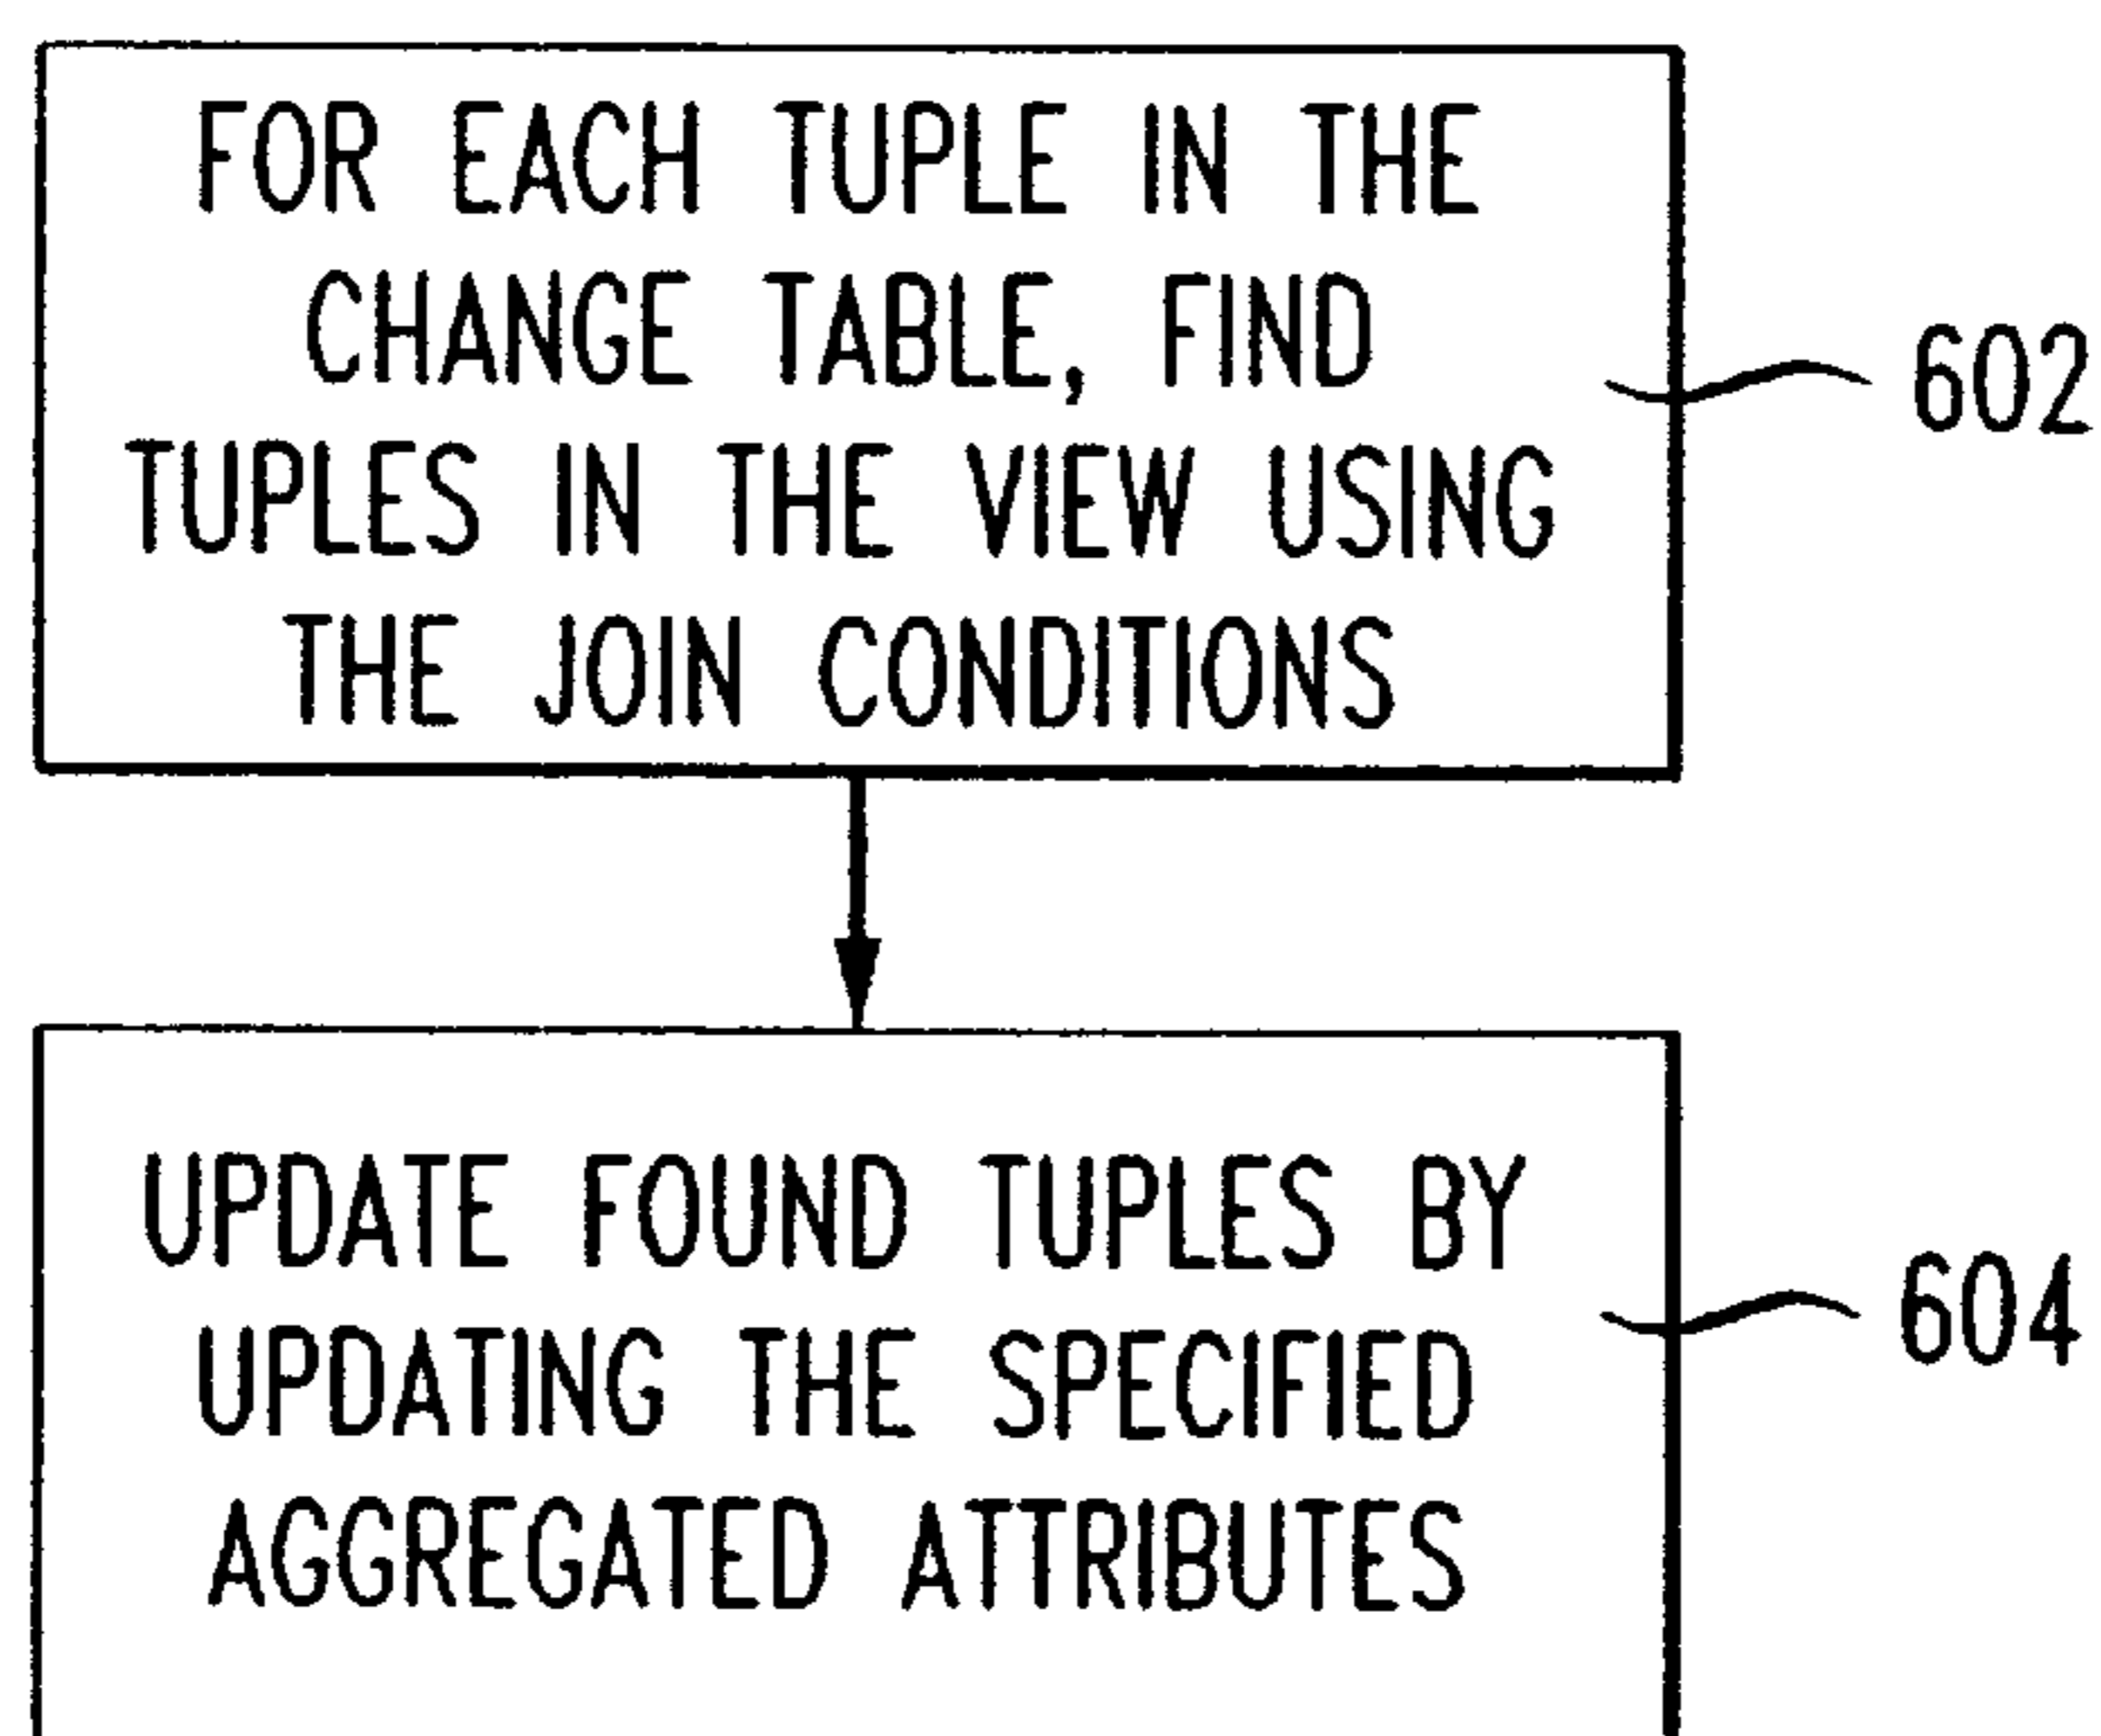 FOR EACH TUPLE IN THE
CHANGE TABLE, FIND
TUPLES IN THE VIEW USING
THE JOIN CONDITIONS
602
UPDATE FOUND TUPLES BY
UPDATING THE SPECIFIED
AGGREGATED ATTRIBUTES
604